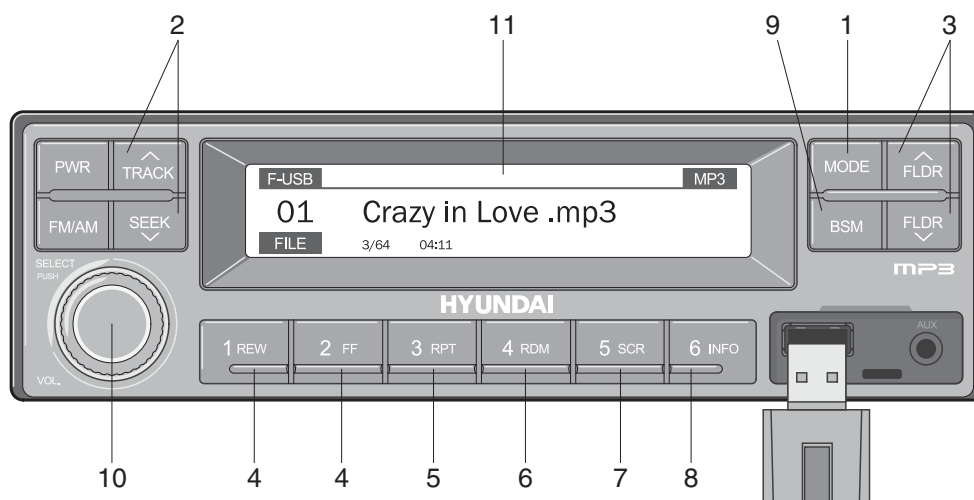 2 11 9 1 3
PWR TRACK
FM/AM SEEK
F-USB MP3
01 Crazy in Love .mp3
FILE 3/64 04:11
MODE FLDR
BSM FLDR
MP3
SELECT
PUSH
VOL.
HYUNDAI
1 REW 2 FF 3 RPT 4 RDM 5 SCR 6 INFO
AUX
10 4 4 5 6 7 8